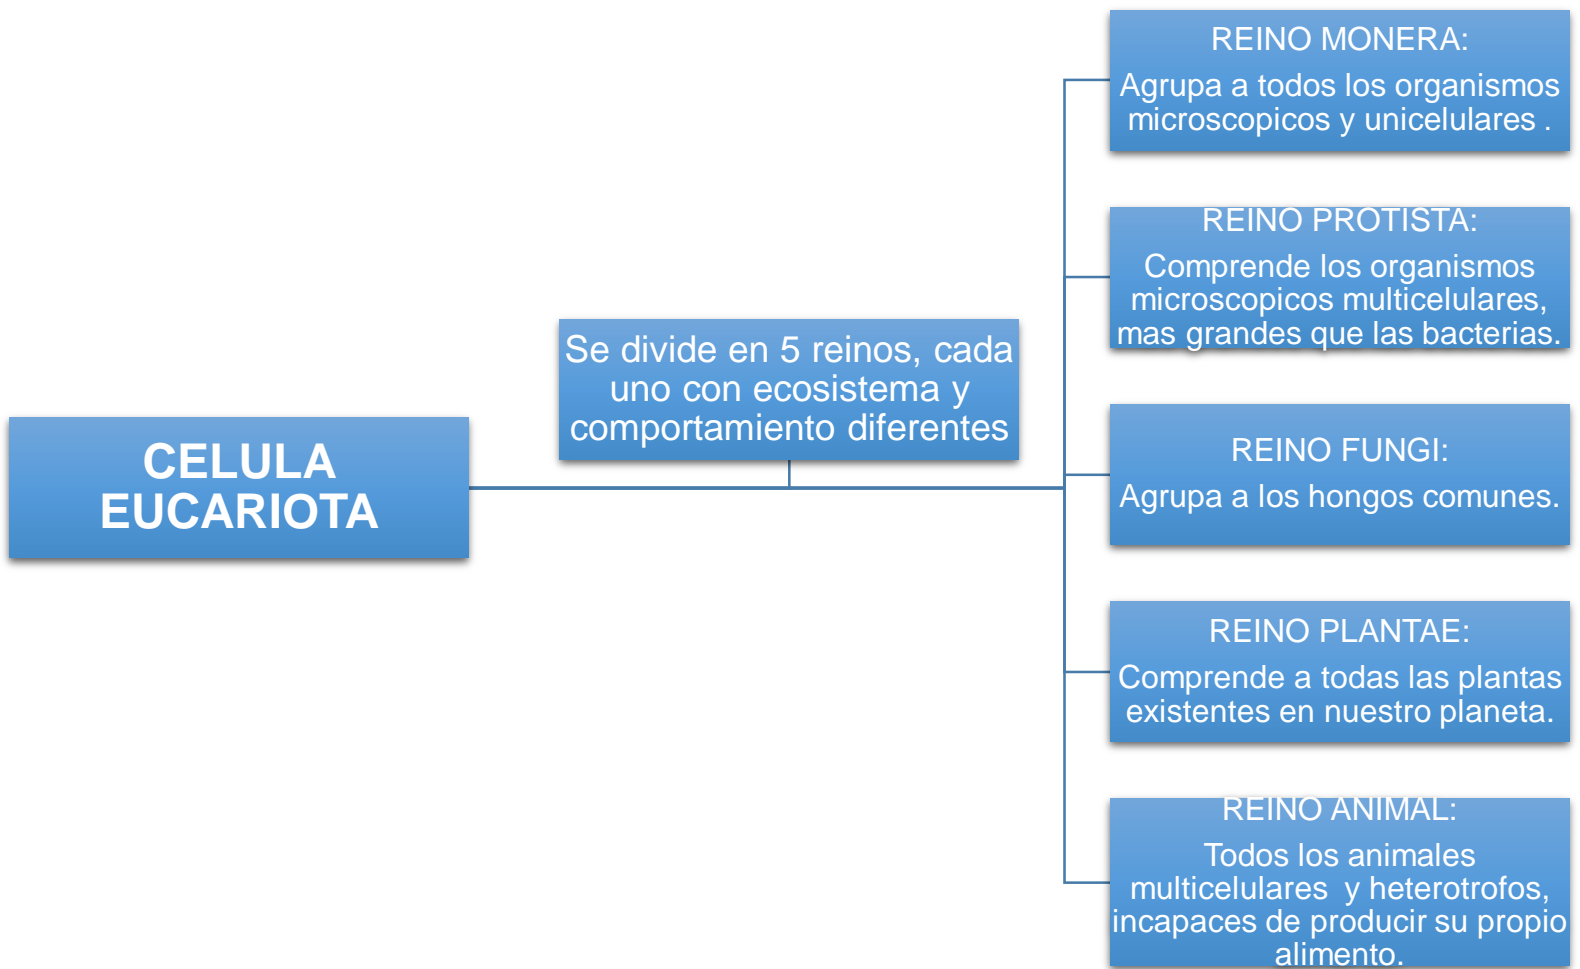 CELULA
EUCARIOTA
Se divide en 5 reinos, cada
uno con ecosistema y
comportamiento diferentes
REINO MONERA:
Agrupa a todos los organismos
microscopicos y unicelulares .
REINO PROTISTA:
Comprende los organismos
microscopicos multicelulares,
mas grandes que las bacterias.
REINO FUNGI:
Agrupa a los hongos comunes.
REINO PLANTAE:
Comprende a todas las plantas
existentes en nuestro planeta.
REINO ANIMAL:
Todos los animales
multicelulares y heterotrofos,
incapaces de producir su propio
alimento.